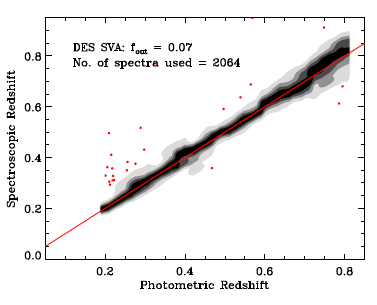 DES SVA: fout = 0.07
No. of spectra used = 2064
Spectroscopic Redshift
0.8
0.6
0.4
0.2
0.0
0.2 0.4 0.6 0.8
Photometric Redshift